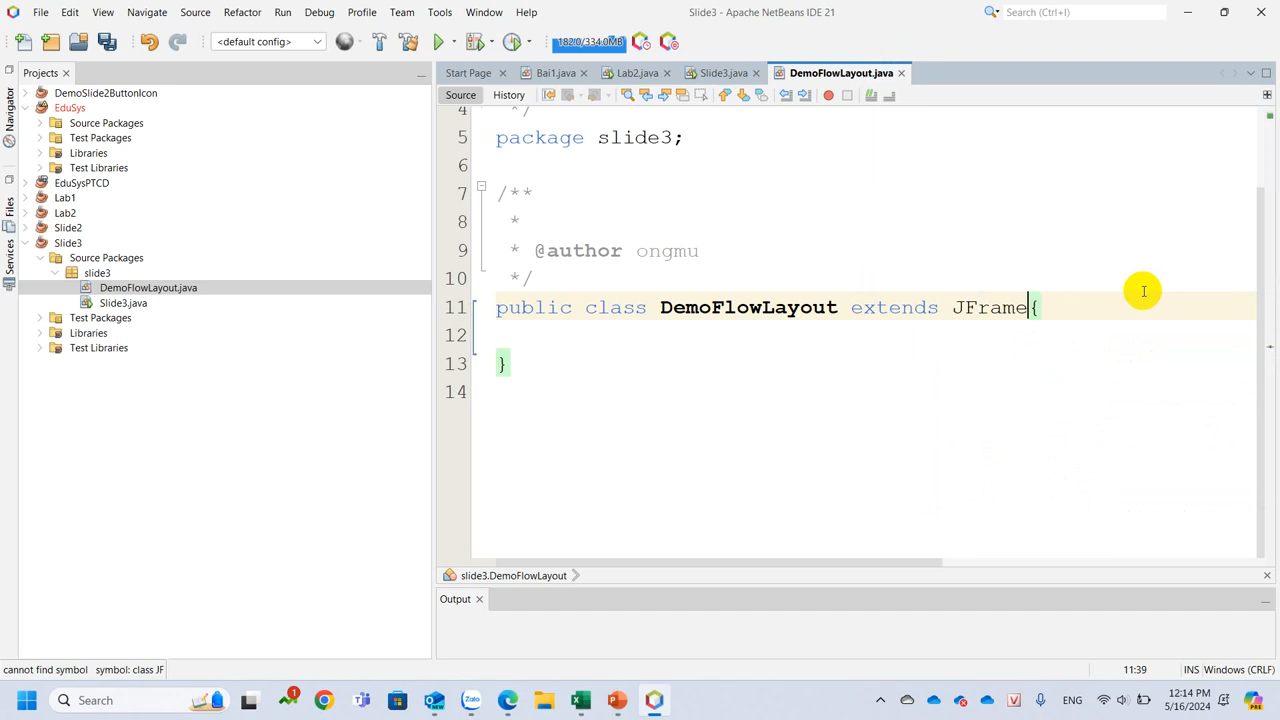 File Edit View Navigate Source Refactor Run Debug Profile Team Tools Window Help
Slide3 - Apache NetBeans IDE 21
Search (Ctrl+I)
<default config>
182.0/334.0MB
Projects
Navigator
Files
Services
DemoSlide2ButtonIcon
EduSys
Source Packages
Test Packages
Libraries
Test Libraries
EduSysPTCD
Lab1
Lab2
Slide2
Slide3
Source Packages
slide3
DemoFlowLayout.java
Slide3.java
Test Packages
Libraries
Test Libraries
Start Page Bai1.java Lab2.java Slide3.java DemoFlowLayout.java
Source History
4 */
5 package slide3;
6
7 /**
8 *
9 * @author ongmu
10 */
11 public class DemoFlowLayout extends JFrame{
12
13 }
14
slide3.DemoFlowLayout
Output
cannot find symbol symbol: class JF
11:39 INS Windows (CRLF)
Search
1
ENG
12:14 PM
5/16/2024